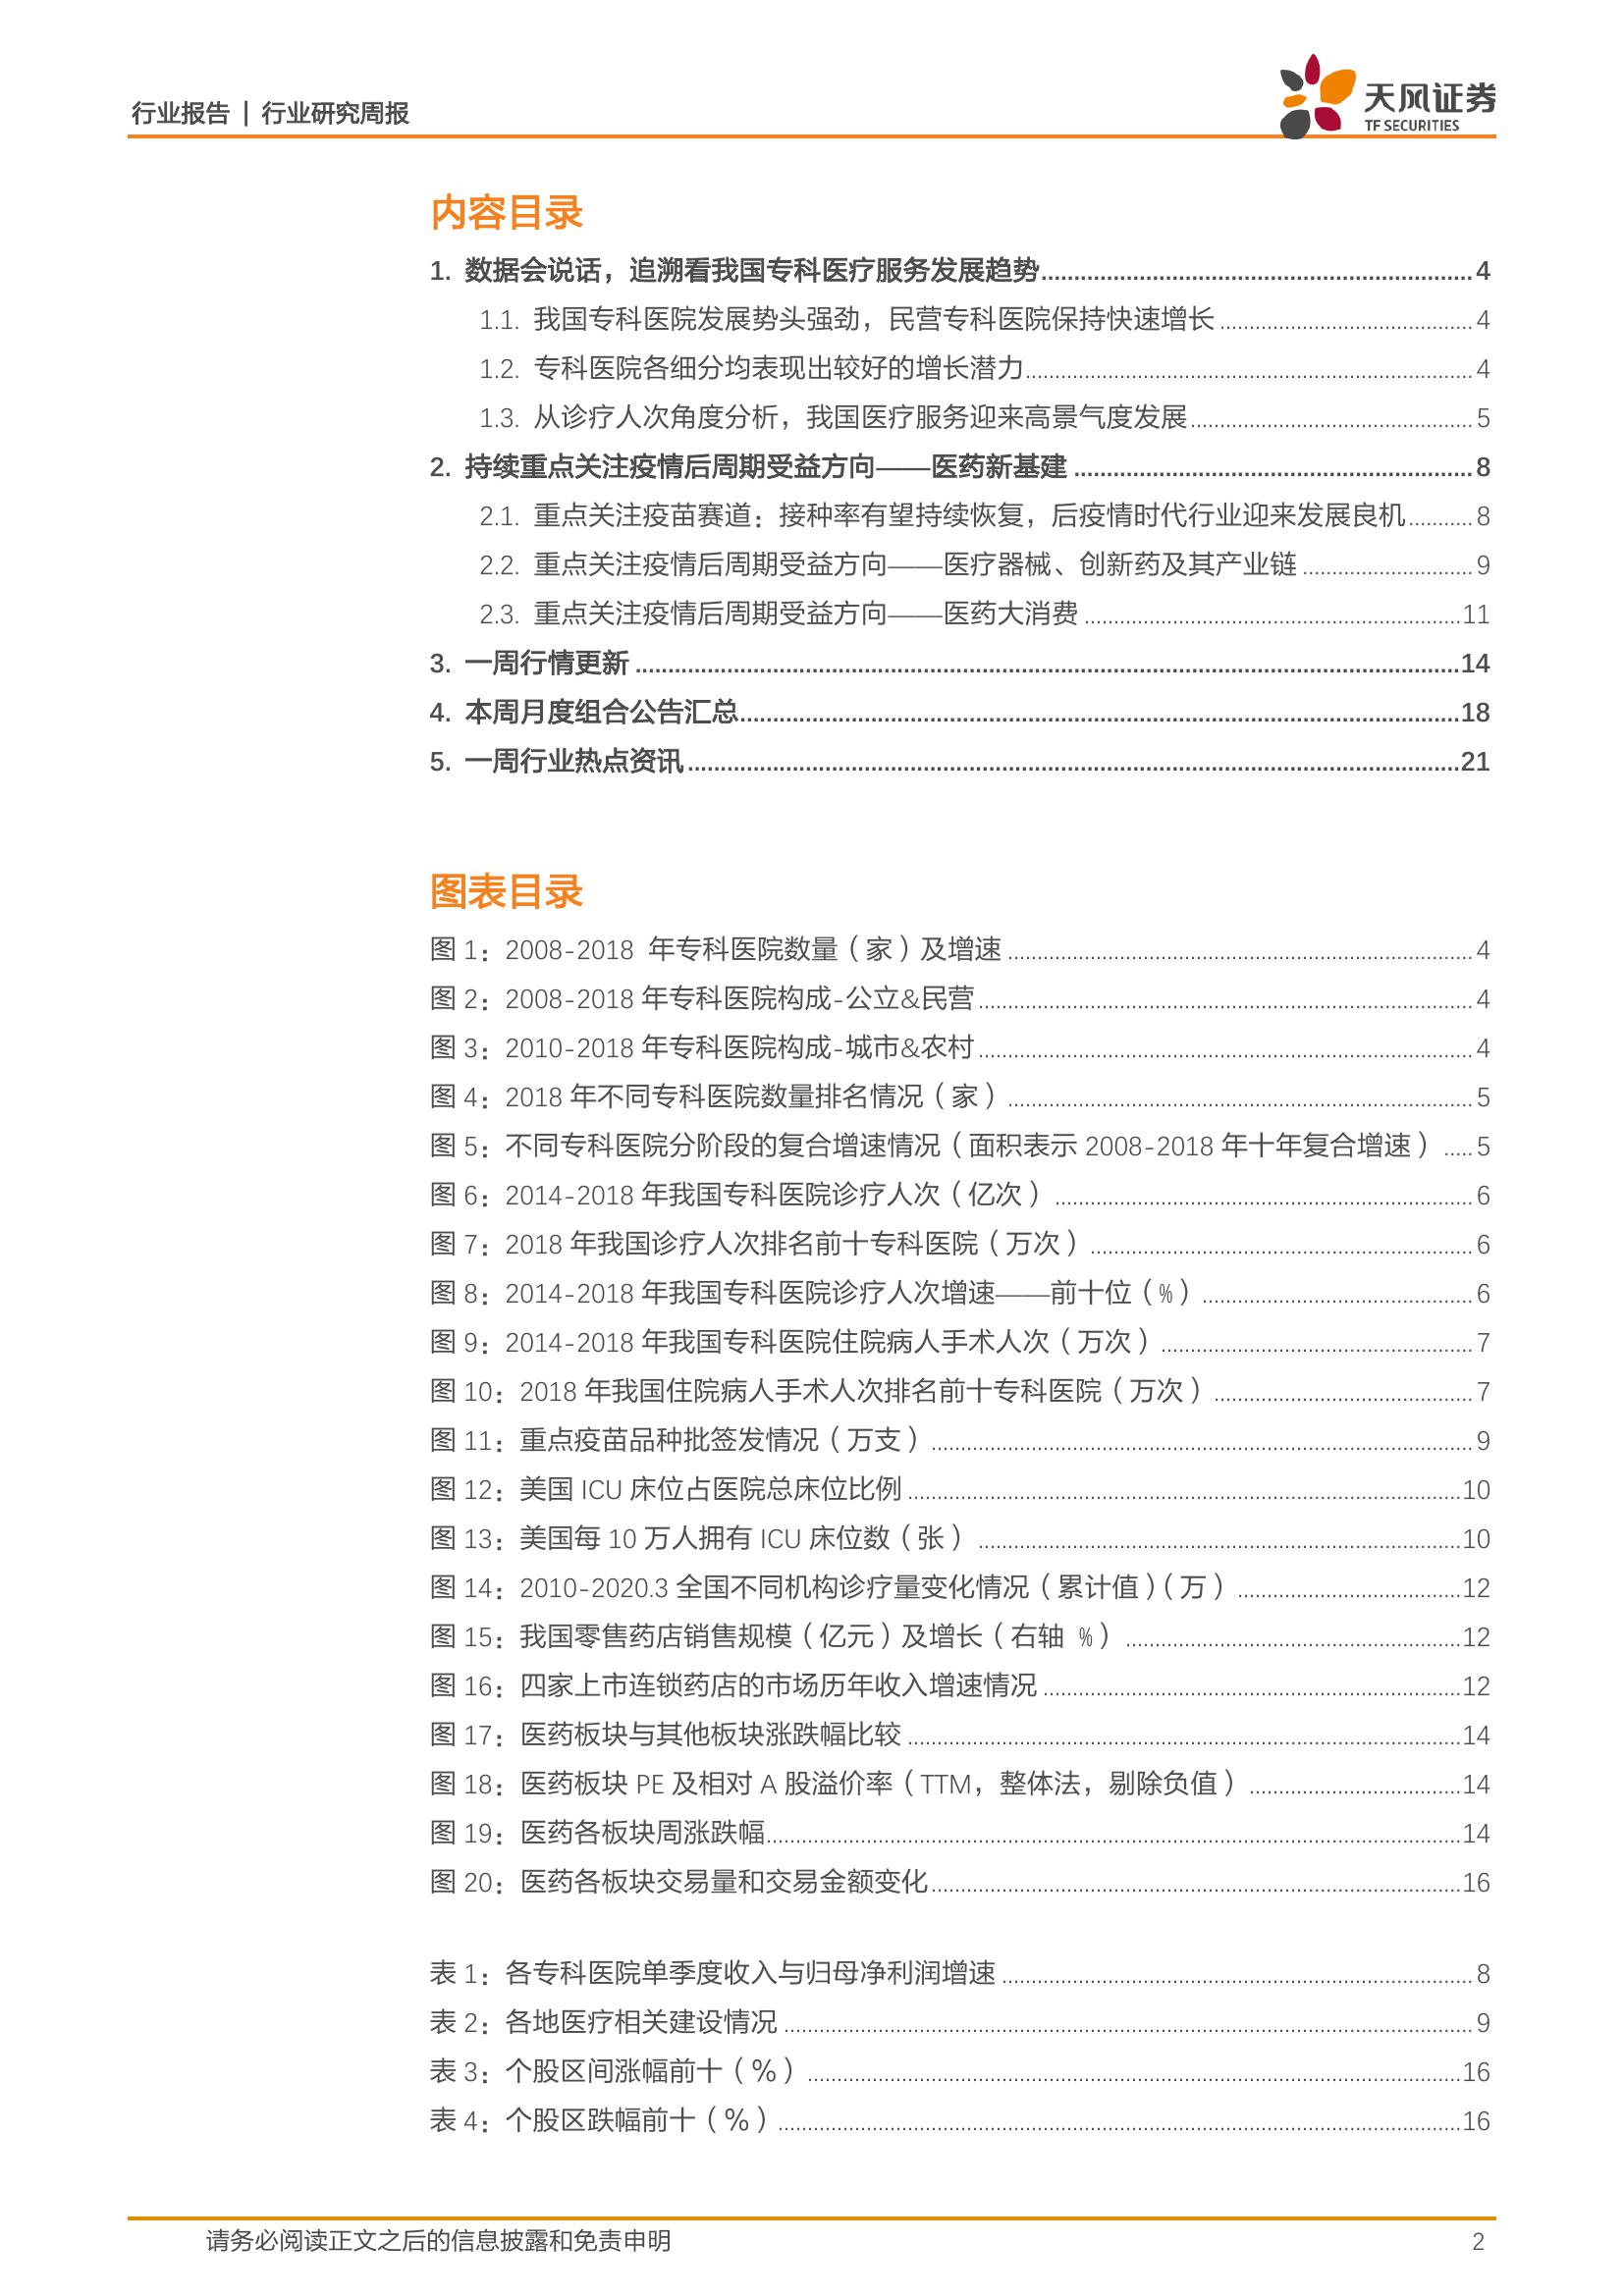 行业报告 | 行业研究周报
天风证券
TF SECURITIES
内容目录
1. 数据会说话，追溯看我国专科医疗服务发展趋势 4
1.1. 我国专科医院发展势头强劲，民营专科医院保持快速增长 4
1.2. 专科医院各细分均表现出较好的增长潜力 4
1.3. 从诊疗人次角度分析，我国医疗服务迎来高景气度发展 5
2. 持续重点关注疫情后周期受益方向——医药新基建 8
2.1. 重点关注疫苗赛道：接种率有望持续恢复，后疫情时代行业迎来发展良机 8
2.2. 重点关注疫情后周期受益方向——医疗器械、创新药及其产业链 9
2.3. 重点关注疫情后周期受益方向——医药大消费 11
3. 一周行情更新 14
4. 本周月度组合公告汇总 18
5. 一周行业热点资讯 21
图表目录
图 1：2008-2018 年专科医院数量（家）及增速 4
图 2：2008-2018 年专科医院构成-公立&民营 4
图 3：2010-2018 年专科医院构成-城市&农村 4
图 4：2018 年不同专科医院数量排名情况（家） 5
图 5：不同专科医院分阶段的复合增速情况（面积表示 2008-2018 年十年复合增速） 5
图 6：2014-2018 年我国专科医院诊疗人次（亿次） 6
图 7：2018 年我国诊疗人次排名前十专科医院（万次） 6
图 8：2014-2018 年我国专科医院诊疗人次增速——前十位（%） 6
图 9：2014-2018 年我国专科医院住院病人手术人次（万次） 7
图 10：2018 年我国住院病人手术人次排名前十专科医院（万次） 7
图 11：重点疫苗品种批签发情况（万支） 9
图 12：美国 ICU 床位占医院总床位比例 10
图 13：美国每 10 万人拥有 ICU 床位数（张） 10
图 14：2010-2020.3 全国不同机构诊疗量变化情况（累计值）（万） 12
图 15：我国零售药店销售规模（亿元）及增长（右轴 %） 12
图 16：四家上市连锁药店的市场历年收入增速情况 12
图 17：医药板块与其他板块涨跌幅比较 14
图 18：医药板块 PE 及相对 A 股溢价率（TTM，整体法，剔除负值） 14
图 19：医药各板块周涨跌幅 14
图 20：医药各板块交易量和交易金额变化 16
表 1：各专科医院单季度收入与归母净利润增速 8
表 2：各地医疗相关建设情况 9
表 3：个股区间涨幅前十（%） 16
表 4：个股区跌幅前十（%） 16
请务必阅读正文之后的信息披露和免责申明 2